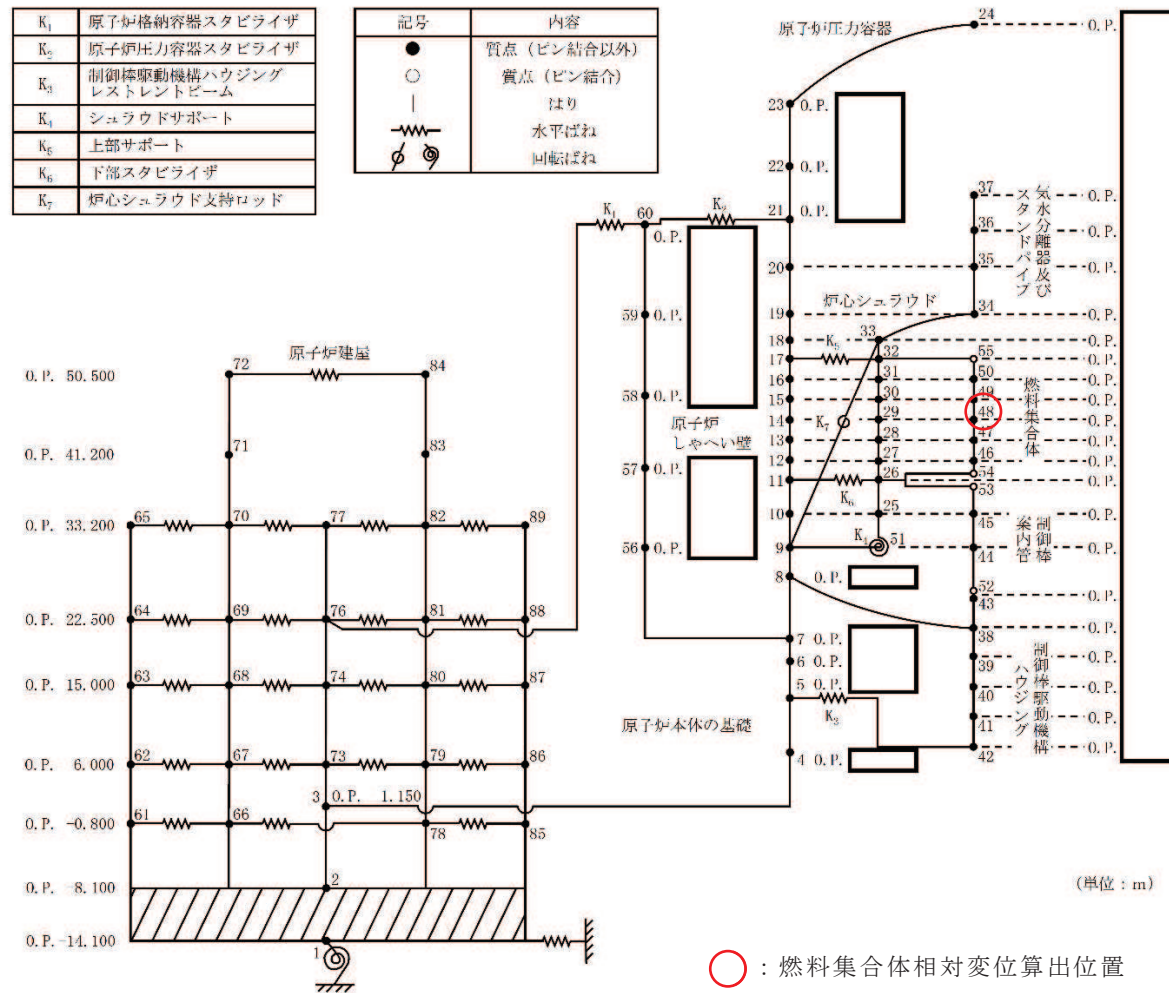 K₁ 原子炉格納容器スタビライザ
K₂ 原子炉圧力容器スタビライザ
K₃ 制御棒駆動機構ハウジング
レストレントビーム
K₄ シュラウドサポート
K₅ 上部サポート
K₆ 下部スタビライザ
K₇ 炉心シュラウド支持ロッド
記号 内容
質点（ピン結合以外）
質点（ピン結合）
はり
水平ばね
回転ばね
原子炉圧力容器
24 O.P.
23 O.P.
22
21 O.P.
K₁ 60 K₂
O.P.
37 O.P.
36 O.P.
気水分離器及び
スタンドパイプ
20 35 O.P.
炉心シュラウド
59 19 34 O.P.
18 33 O.P.
17 K₅ 32 55 O.P.
16 31 50 O.P.
58 15 30 49 O.P.
14 K₇ 29 48 O.P.
13 28 47 O.P.
12 27 46 O.P.
燃料集合体
原子炉
しゃへい壁
54
57 O.P. 11 K₆ 26 O.P.
53
10 25 45 O.P.
制御棒
案内管
56 O.P. 9 K₄ 51 44 O.P.
8 O.P. 52
43 O.P.
38 O.P.
7 O.P.
6 O.P. 39 O.P.
5 O.P. 40 O.P.
K₃ 41 O.P.
4 O.P. 42 O.P.
制御棒駆動機構
ハウジング
原子炉本体の基礎
原子炉建屋
O.P. 50.500 72 84
O.P. 41.200 71 83
O.P. 33.200 65 70 77 82 89
O.P. 22.500 64 69 76 81 88
O.P. 15.000 63 68 74 80 87
O.P. 6.000 62 67 73 79 86
3 O.P. 1.150
O.P. -0.800 61 66 78 85
O.P. -8.100 2
O.P.-14.100 1
（単位：m）
：燃料集合体相対変位算出位置